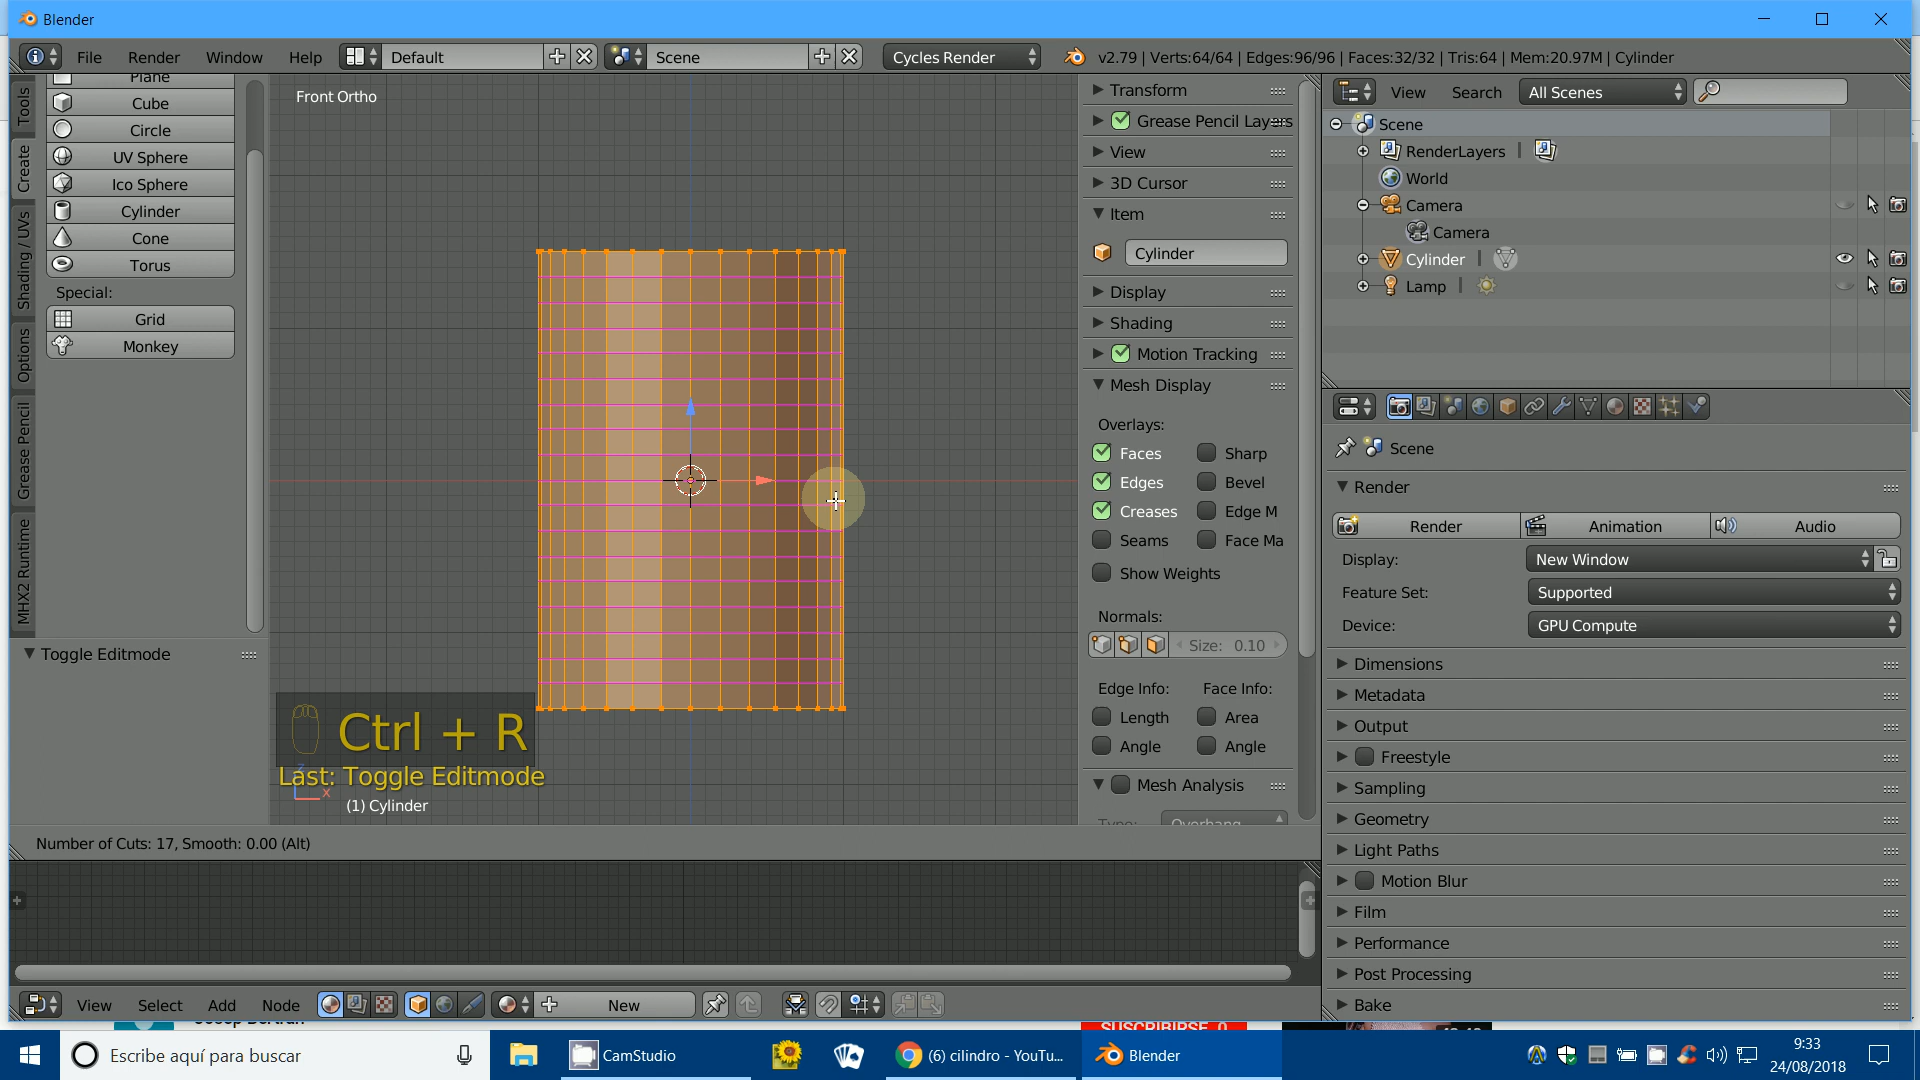 Blender
File Render Window Help Default Scene Cycles Render v2.79 | Verts:64/64 | Edges:96/96 | Faces:32/32 | Tris:64 | Mem:20.97M | Cylinder
Tools
Create
Shading / UVs
Options
Grease Pencil
MHX2 Runtime
Plane
Cube
Circle
UV Sphere
Ico Sphere
Cylinder
Cone
Torus
Special:
Grid
Monkey
Toggle Editmode
Front Ortho
Ctrl + R
Last: Toggle Editmode
z
x
(1) Cylinder
Number of Cuts: 17, Smooth: 0.00 (Alt)
Transform
Grease Pencil Layers
View
3D Cursor
Item
Cylinder
Display
Shading
Motion Tracking
Mesh Display
Overlays:
Faces Sharp
Edges Bevel
Creases Edge M
Seams Face Ma
Show Weights
Normals:
Size: 0.10
Edge Info: Face Info:
Length Area
Angle Angle
Mesh Analysis
Type: Overhang
View Search All Scenes
Scene
RenderLayers
World
Camera
Camera
Cylinder
Lamp
Scene
Render
Render Animation Audio
Display: New Window
Feature Set: Supported
Device: GPU Compute
Dimensions
Metadata
Output
Freestyle
Sampling
Geometry
Light Paths
Motion Blur
Film
Performance
Post Processing
Bake
View Select Add Node New
SUSCRIBIRSE 0
Escribe aquí para buscar
CamStudio
(6) cilindro - YouTu...
Blender
9:33
24/08/2018